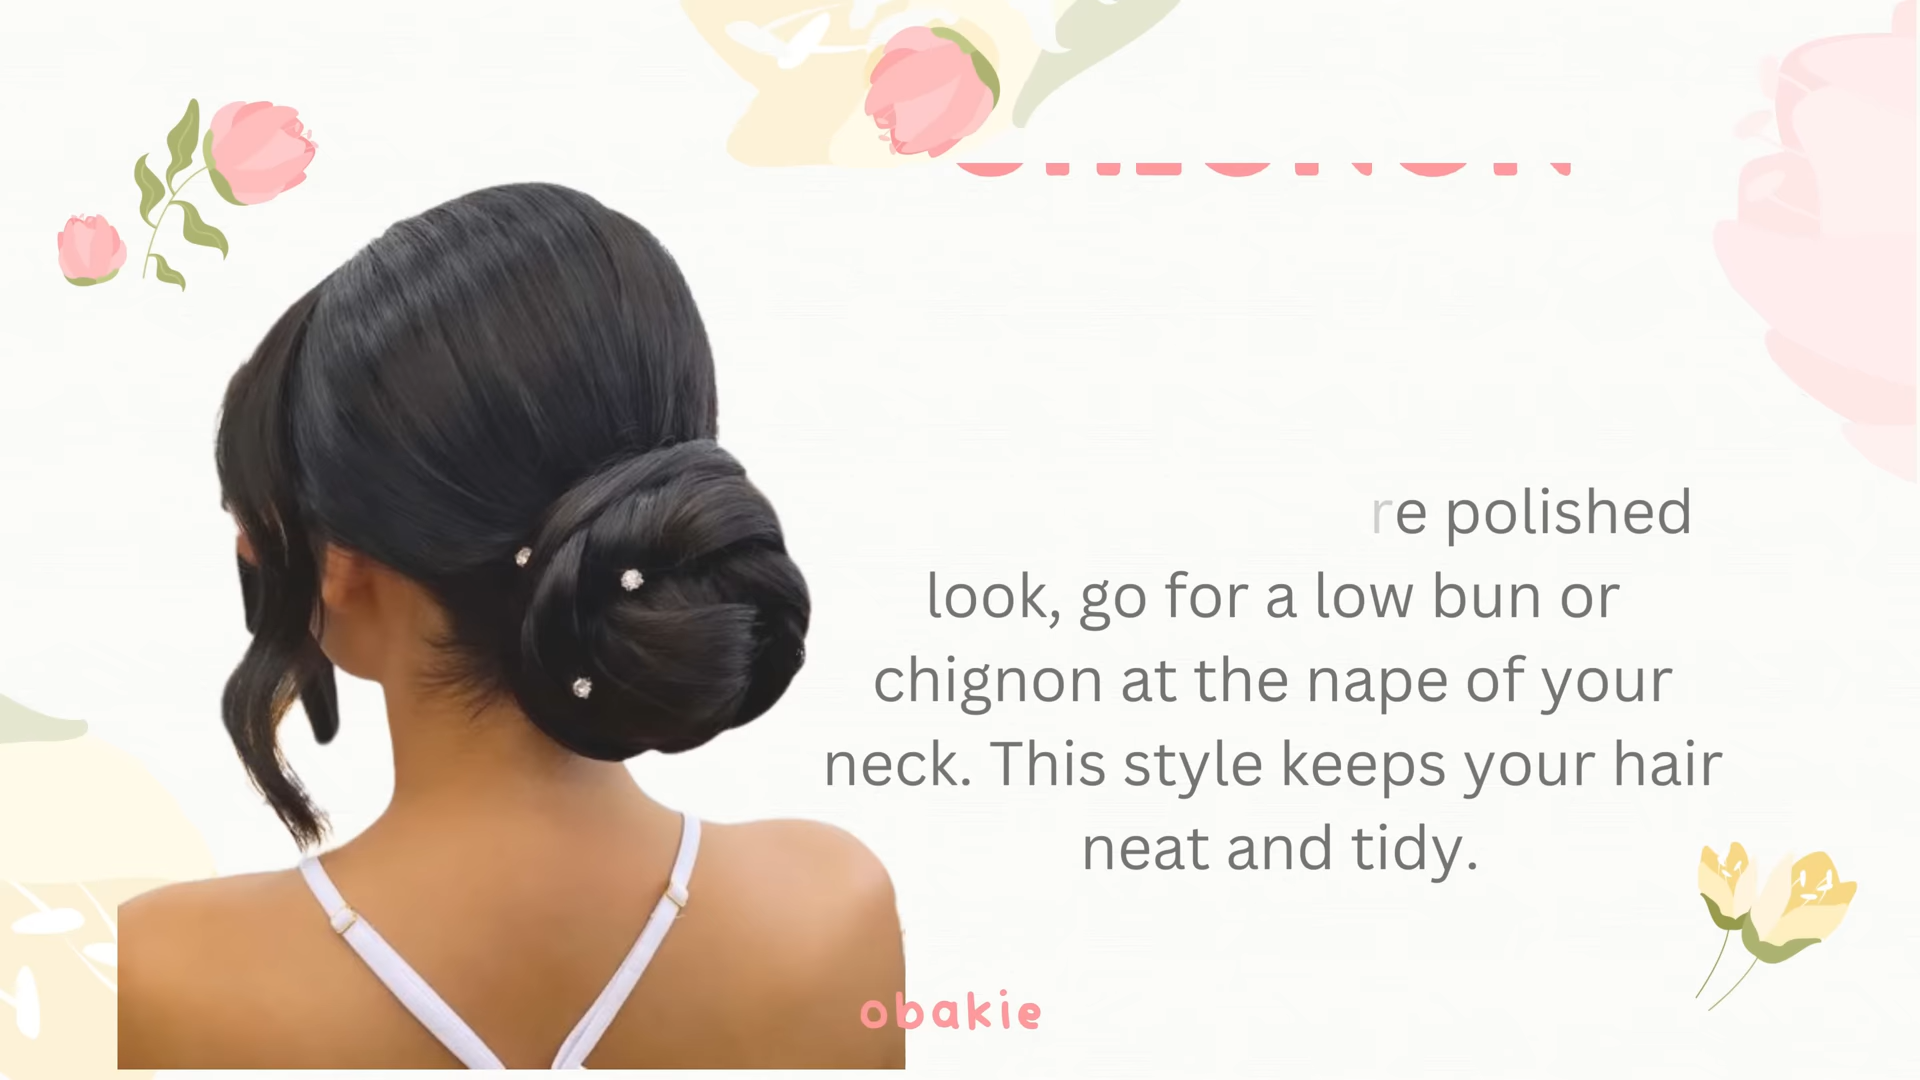 re polished
look, go for a low bun or
chignon at the nape of your
neck. This style keeps your hair
neat and tidy.
obakie